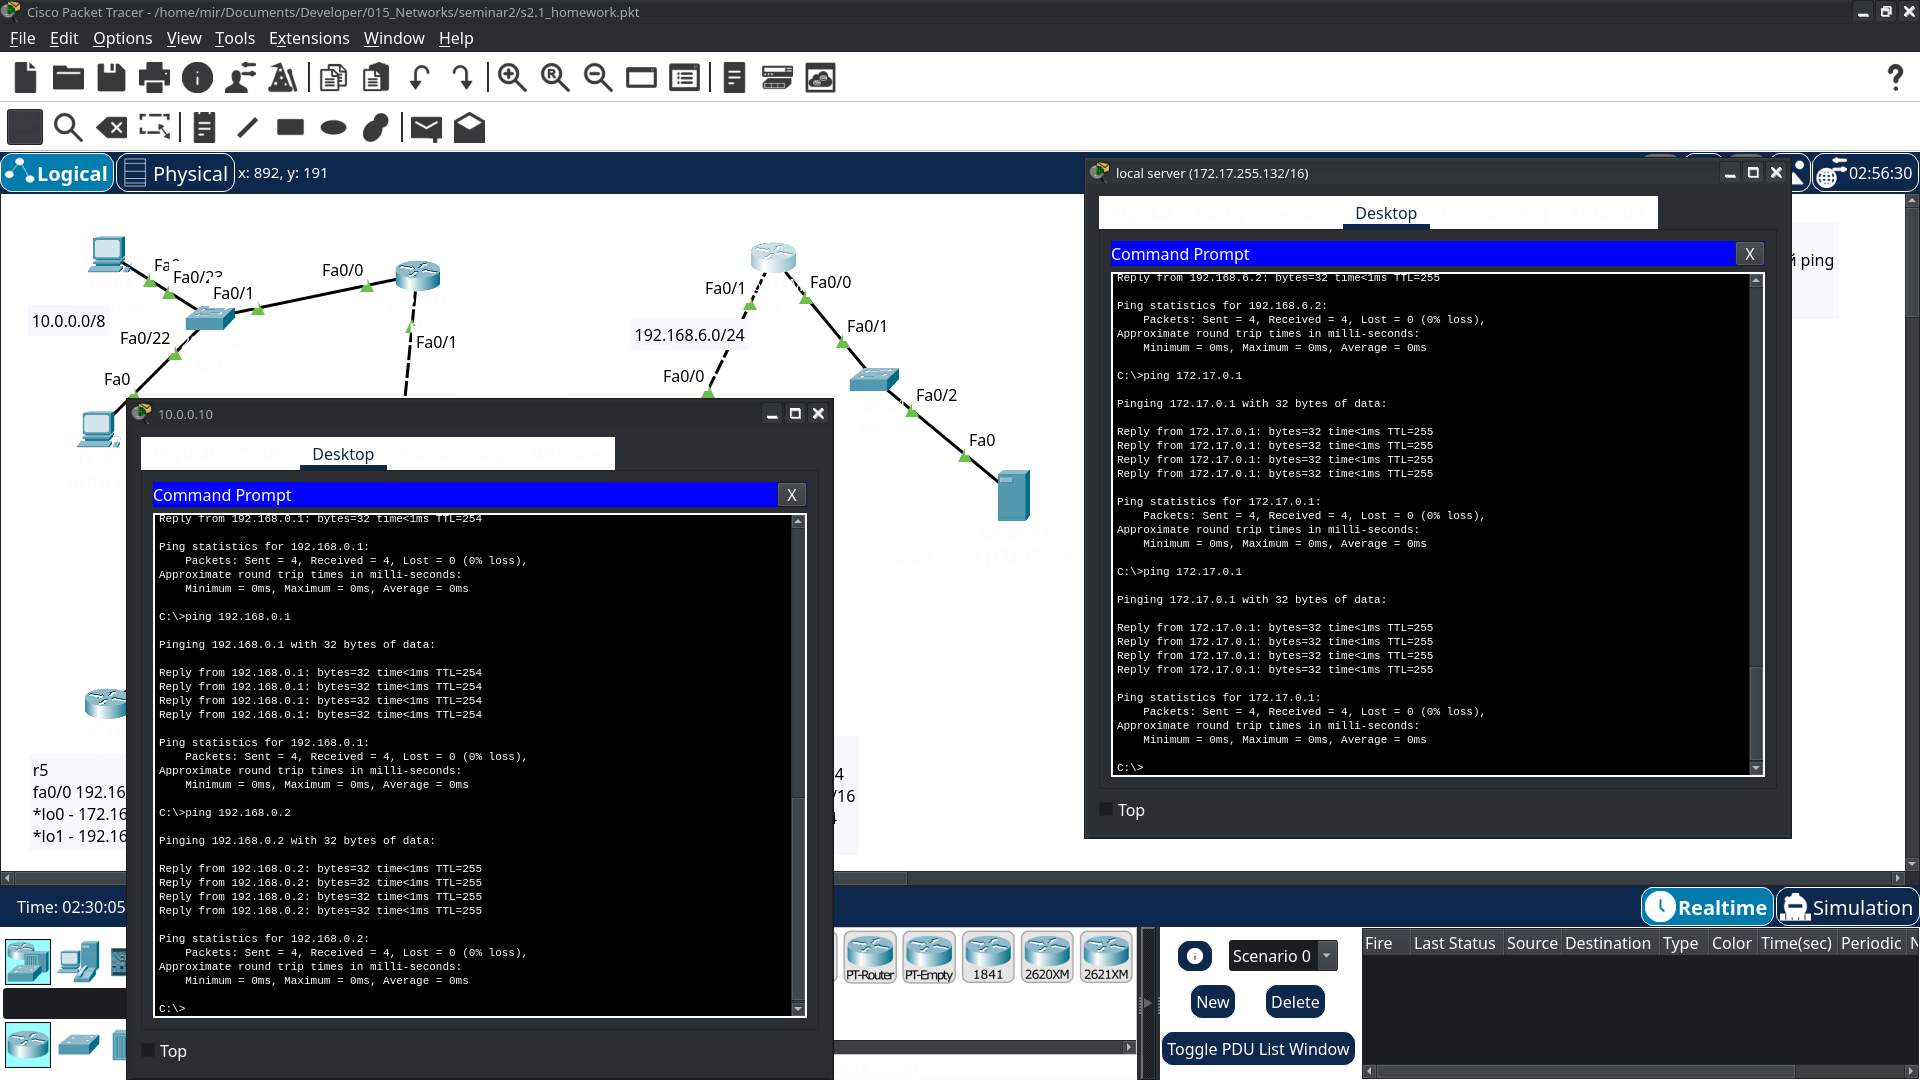 Cisco Packet Tracer - /home/mir/Documents/Developer/015_Networks/seminar2/s2.1_homework.pkt
File Edit Options View Tools Extensions Window Help
Logical Physical x: 892, y: 191
02:56:30
Fa0/23
Fa0/1
Fa0/0
10.0.0.0/8
Fa0/22
Fa0
Fa0/1
Fa0/1
Fa0/0
192.168.6.0/24
Fa0/1
Fa0/0
Fa0/2
Fa0
ping
r5
fa0/0 192.16
*lo0 - 172.16
*lo1 - 192.16
4
/16
10.0.0.10
Desktop
Command Prompt X
Reply from 192.168.0.1: bytes=32 time<1ms TTL=254
Ping statistics for 192.168.0.1:
Packets: Sent = 4, Received = 4, Lost = 0 (0% loss),
Approximate round trip times in milli-seconds:
Minimum = 0ms, Maximum = 0ms, Average = 0ms
C:\>ping 192.168.0.1
Pinging 192.168.0.1 with 32 bytes of data:
Reply from 192.168.0.1: bytes=32 time<1ms TTL=254
Reply from 192.168.0.1: bytes=32 time<1ms TTL=254
Reply from 192.168.0.1: bytes=32 time<1ms TTL=254
Reply from 192.168.0.1: bytes=32 time<1ms TTL=254
Ping statistics for 192.168.0.1:
Packets: Sent = 4, Received = 4, Lost = 0 (0% loss),
Approximate round trip times in milli-seconds:
Minimum = 0ms, Maximum = 0ms, Average = 0ms
C:\>ping 192.168.0.2
Pinging 192.168.0.2 with 32 bytes of data:
Reply from 192.168.0.2: bytes=32 time<1ms TTL=255
Reply from 192.168.0.2: bytes=32 time<1ms TTL=255
Reply from 192.168.0.2: bytes=32 time<1ms TTL=255
Reply from 192.168.0.2: bytes=32 time<1ms TTL=255
Ping statistics for 192.168.0.2:
Packets: Sent = 4, Received = 4, Lost = 0 (0% loss),
Approximate round trip times in milli-seconds:
Minimum = 0ms, Maximum = 0ms, Average = 0ms
C:\>
Top
local server (172.17.255.132/16)
Desktop
Command Prompt X
Reply from 192.168.6.2: bytes=32 time<1ms TTL=255
Ping statistics for 192.168.6.2:
Packets: Sent = 4, Received = 4, Lost = 0 (0% loss),
Approximate round trip times in milli-seconds:
Minimum = 0ms, Maximum = 0ms, Average = 0ms
C:\>ping 172.17.0.1
Pinging 172.17.0.1 with 32 bytes of data:
Reply from 172.17.0.1: bytes=32 time<1ms TTL=255
Reply from 172.17.0.1: bytes=32 time<1ms TTL=255
Reply from 172.17.0.1: bytes=32 time<1ms TTL=255
Reply from 172.17.0.1: bytes=32 time<1ms TTL=255
Ping statistics for 172.17.0.1:
Packets: Sent = 4, Received = 4, Lost = 0 (0% loss),
Approximate round trip times in milli-seconds:
Minimum = 0ms, Maximum = 0ms, Average = 0ms
C:\>ping 172.17.0.1
Pinging 172.17.0.1 with 32 bytes of data:
Reply from 172.17.0.1: bytes=32 time<1ms TTL=255
Reply from 172.17.0.1: bytes=32 time<1ms TTL=255
Reply from 172.17.0.1: bytes=32 time<1ms TTL=255
Reply from 172.17.0.1: bytes=32 time<1ms TTL=255
Ping statistics for 172.17.0.1:
Packets: Sent = 4, Received = 4, Lost = 0 (0% loss),
Approximate round trip times in milli-seconds:
Minimum = 0ms, Maximum = 0ms, Average = 0ms
C:\>
Top
Time: 02:30:05
Realtime Simulation
PT-Router PT-Empty 1841 2620XM 2621XM
Scenario 0
New Delete
Toggle PDU List Window
Fire Last Status Source Destination Type Color Time(sec) Periodic N